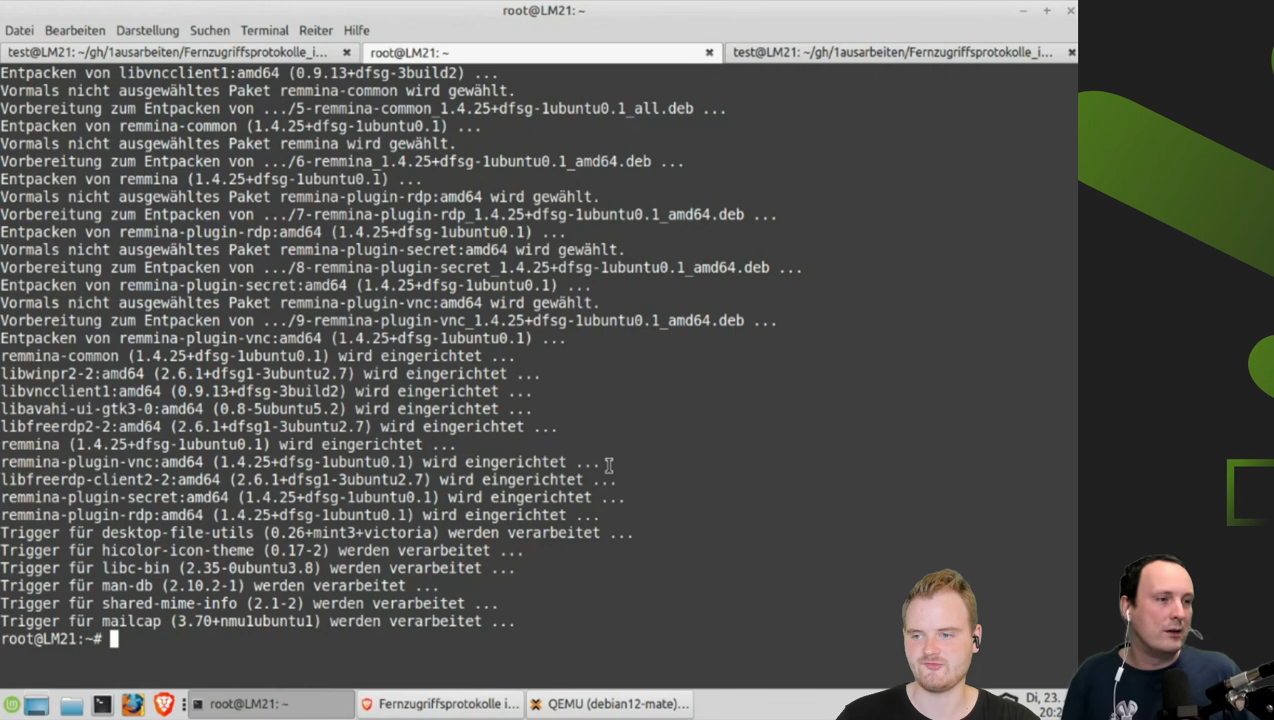 root@LM21: ~
Datei Bearbeiten Darstellung Suchen Terminal Reiter Hilfe
test@LM21: ~/gh/1ausarbeiten/Fernzugriffsprotokolle_i... × root@LM21: ~ × test@LM21: ~/gh/1ausarbeiten/Fernzugriffsprotokolle_i... ×
Entpacken von libvncclient1:amd64 (0.9.13+dfsg-3build2) ...
Vormals nicht ausgewähltes Paket remmina-common wird gewählt.
Vorbereitung zum Entpacken von .../5-remmina-common_1.4.25+dfsg-1ubuntu0.1_all.deb ...
Entpacken von remmina-common (1.4.25+dfsg-1ubuntu0.1) ...
Vormals nicht ausgewähltes Paket remmina wird gewählt.
Vorbereitung zum Entpacken von .../6-remmina_1.4.25+dfsg-1ubuntu0.1_amd64.deb ...
Entpacken von remmina (1.4.25+dfsg-1ubuntu0.1) ...
Vormals nicht ausgewähltes Paket remmina-plugin-rdp:amd64 wird gewählt.
Vorbereitung zum Entpacken von .../7-remmina-plugin-rdp_1.4.25+dfsg-1ubuntu0.1_amd64.deb ...
Entpacken von remmina-plugin-rdp:amd64 (1.4.25+dfsg-1ubuntu0.1) ...
Vormals nicht ausgewähltes Paket remmina-plugin-secret:amd64 wird gewählt.
Vorbereitung zum Entpacken von .../8-remmina-plugin-secret_1.4.25+dfsg-1ubuntu0.1_amd64.deb ...
Entpacken von remmina-plugin-secret:amd64 (1.4.25+dfsg-1ubuntu0.1) ...
Vormals nicht ausgewähltes Paket remmina-plugin-vnc:amd64 wird gewählt.
Vorbereitung zum Entpacken von .../9-remmina-plugin-vnc_1.4.25+dfsg-1ubuntu0.1_amd64.deb ...
Entpacken von remmina-plugin-vnc:amd64 (1.4.25+dfsg-1ubuntu0.1) ...
remmina-common (1.4.25+dfsg-1ubuntu0.1) wird eingerichtet ...
libwinpr2-2:amd64 (2.6.1+dfsg1-3ubuntu2.7) wird eingerichtet ...
libvncclient1:amd64 (0.9.13+dfsg-3build2) wird eingerichtet ...
libavahi-ui-gtk3-0:amd64 (0.8-5ubuntu5.2) wird eingerichtet ...
libfreerdp2-2:amd64 (2.6.1+dfsg1-3ubuntu2.7) wird eingerichtet ...
remmina (1.4.25+dfsg-1ubuntu0.1) wird eingerichtet ...
remmina-plugin-vnc:amd64 (1.4.25+dfsg-1ubuntu0.1) wird eingerichtet ...
libfreerdp-client2-2:amd64 (2.6.1+dfsg1-3ubuntu2.7) wird eingerichtet ...
remmina-plugin-secret:amd64 (1.4.25+dfsg-1ubuntu0.1) wird eingerichtet ...
remmina-plugin-rdp:amd64 (1.4.25+dfsg-1ubuntu0.1) wird eingerichtet ...
Trigger für desktop-file-utils (0.26+mint3+victoria) werden verarbeitet ...
Trigger für hicolor-icon-theme (0.17-2) werden verarbeitet ...
Trigger für libc-bin (2.35-0ubuntu3.8) werden verarbeitet ...
Trigger für man-db (2.10.2-1) werden verarbeitet ...
Trigger für shared-mime-info (2.1-2) werden verarbeitet ...
Trigger für mailcap (3.70+nmu1ubuntu1) werden verarbeitet ...
root@LM21:~#
root@LM21: ~ Fernzugriffsprotokolle i... QEMU (debian12-mate)... Di, 23.